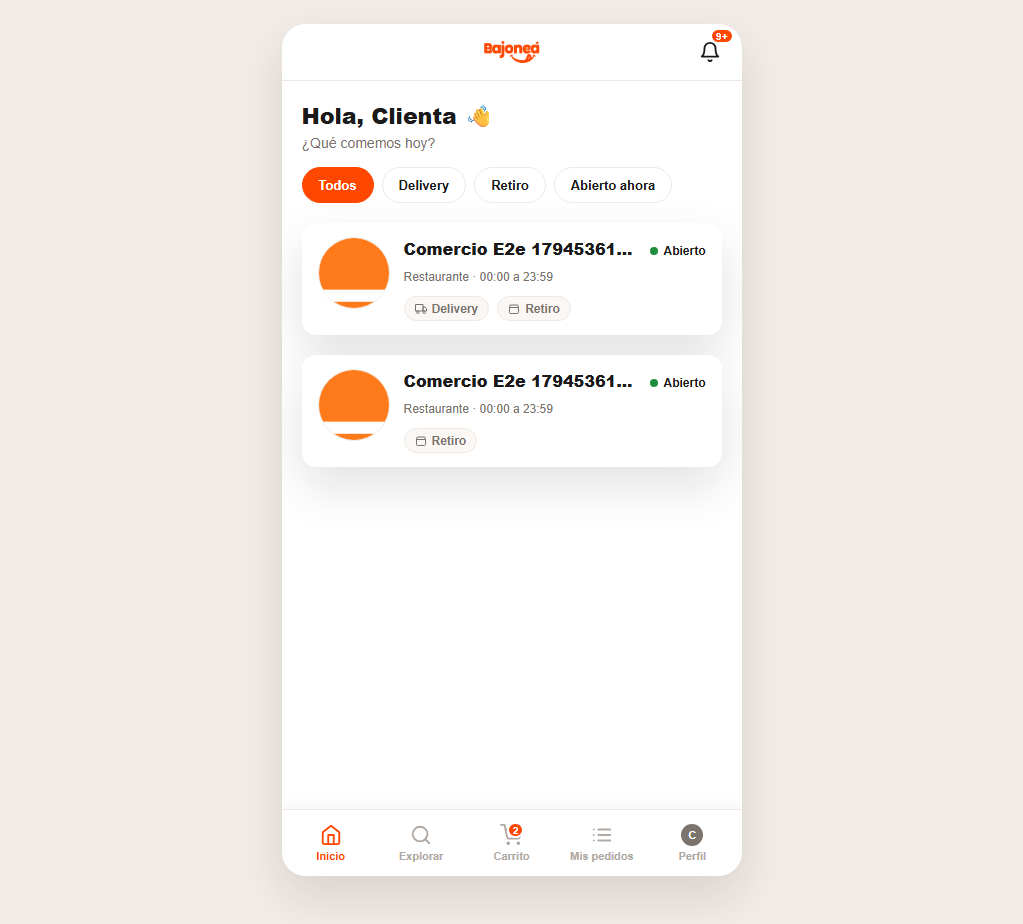 Bajoneá
9+
Hola, Clienta 👋
¿Qué comemos hoy?
Todos
Delivery
Retiro
Abierto ahora
Comercio E2e 17945361...
Abierto
Restaurante · 00:00 a 23:59
Delivery
Retiro
Comercio E2e 17945361...
Abierto
Restaurante · 00:00 a 23:59
Retiro
2
C
Inicio
Explorar
Carrito
Mis pedidos
Perfil